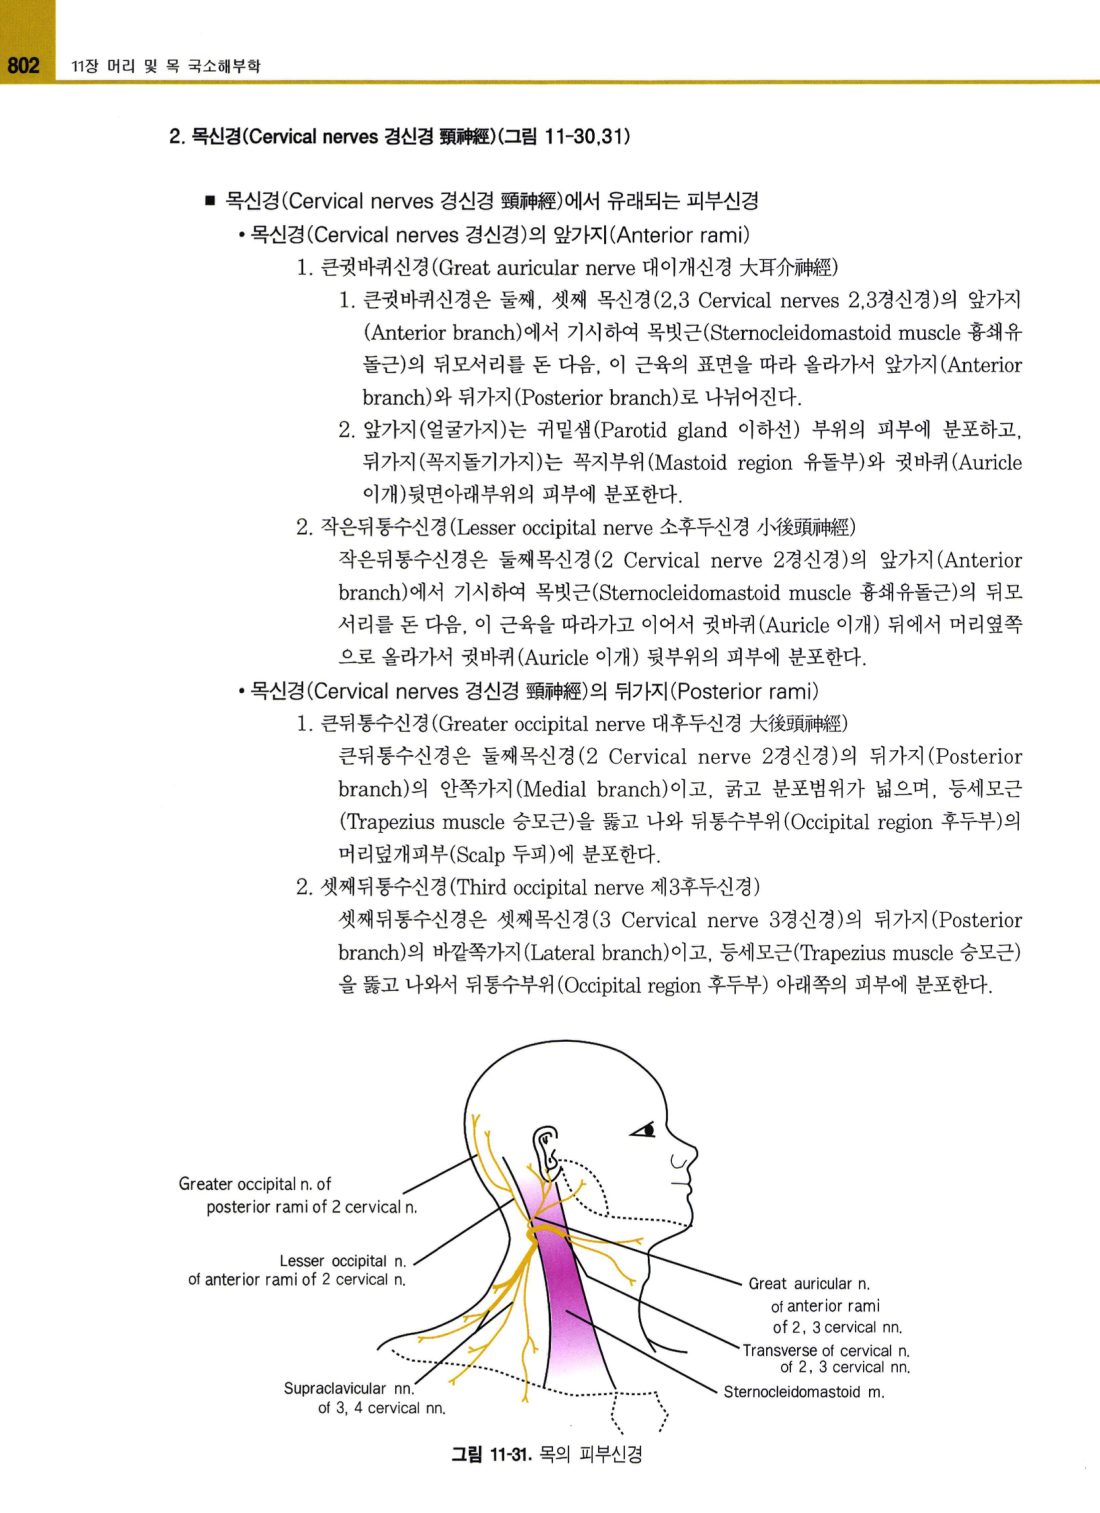 802
11장 머리 및 목 국소해부학
2. 목신경(Cervical nerves 경신경 頸神經)(그림 11-30,31)
■ 목신경(Cervical nerves 경신경 頸神經)에서 유래되는 피부신경
• 목신경(Cervical nerves 경신경)의 앞가지(Anterior rami)
1. 큰귓바퀴신경(Great auricular nerve 대이개신경 大耳介神經)
1. 큰귓바퀴신경은 둘째, 셋째 목신경(2,3 Cervical nerves 2,3경신경)의 앞가지
(Anterior branch)에서 기시하여 목빗근(Sternocleidomastoid muscle 흉쇄유
돌근)의 뒤모서리를 돈 다음, 이 근육의 표면을 따라 올라가서 앞가지(Anterior
branch)와 뒤가지(Posterior branch)로 나뉘어진다.
2. 앞가지(얼굴가지)는 귀밑샘(Parotid gland 이하선) 부위의 피부에 분포하고,
뒤가지(꼭지돌기가지)는 꼭지부위(Mastoid region 유돌부)와 귓바퀴(Auricle
이개)뒷면아래부위의 피부에 분포한다.
2. 작은뒤통수신경(Lesser occipital nerve 소후두신경 小後頭神經)
작은뒤통수신경은 둘째목신경(2 Cervical nerve 2경신경)의 앞가지(Anterior
branch)에서 기시하여 목빗근(Sternocleidomastoid muscle 흉쇄유돌근)의 뒤모
서리를 돈 다음, 이 근육을 따라가고 이어서 귓바퀴(Auricle 이개) 뒤에서 머리옆쪽
으로 올라가서 귓바퀴(Auricle 이개) 뒷부위의 피부에 분포한다.
• 목신경(Cervical nerves 경신경 頸神經)의 뒤가지(Posterior rami)
1. 큰뒤통수신경(Greater occipital nerve 대후두신경 大後頭神經)
큰뒤통수신경은 둘째목신경(2 Cervical nerve 2경신경)의 뒤가지(Posterior
branch)의 안쪽가지(Medial branch)이고, 굵고 분포범위가 넓으며, 등세모근
(Trapezius muscle 승모근)을 뚫고 나와 뒤통수부위(Occipital region 후두부)의
머리덮개피부(Scalp 두피)에 분포한다.
2. 셋째뒤통수신경(Third occipital nerve 제3후두신경)
셋째뒤통수신경은 셋째목신경(3 Cervical nerve 3경신경)의 뒤가지(Posterior
branch)의 바깥쪽가지(Lateral branch)이고, 등세모근(Trapezius muscle 승모근)
을 뚫고 나와서 뒤통수부위(Occipital region 후두부) 아래쪽의 피부에 분포한다.
Greater occipital n. of
posterior rami of 2 cervical n.
Lesser occipital n.
of anterior rami of 2 cervical n.
Supraclavicular nn.
of 3, 4 cervical nn.
Great auricular n.
of anterior rami
of 2, 3 cervical nn.
Transverse of cervical n.
of 2, 3 cervical nn.
Sternocleidomastoid m.
그림 11-31. 목의 피부신경